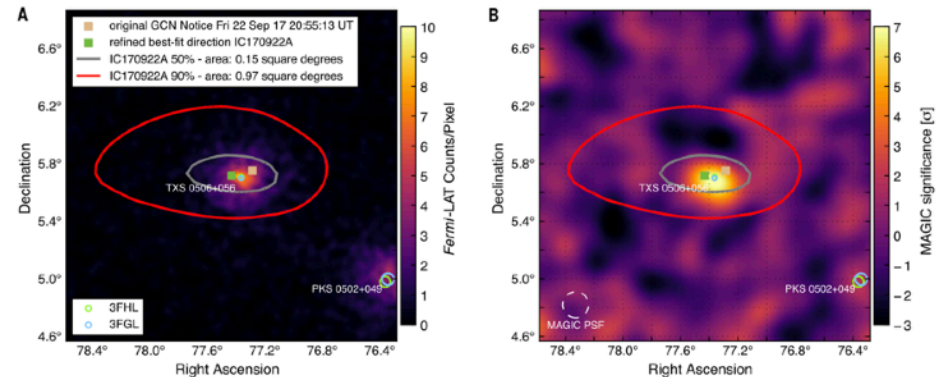 A
original GCN Notice Fri 22 Sep 17 20:55:13 UT
refined best-fit direction IC170922A
IC170922A 50% - area: 0.15 square degrees
IC170922A 90% - area: 0.97 square degrees
6.6°
6.2°
5.8°
5.4°
5.0°
4.6°
Declination
TXS 0506+056
PKS 0502+049
3FHL
3FGL
78.4° 78.0° 77.6° 77.2° 76.8° 76.4°
Right Ascension
10
9
8
7
6
5
4
3
2
1
0
Fermi-LAT Counts/Pixel
B
6.6°
6.2°
5.8°
5.4°
5.0°
4.6°
Declination
TXS 0506+056
PKS 0502+049
MAGIC PSF
78.4° 78.0° 77.6° 77.2° 76.8° 76.4°
Right Ascension
7
6
5
4
3
2
1
0
−1
−2
−3
MAGIC significance [σ]